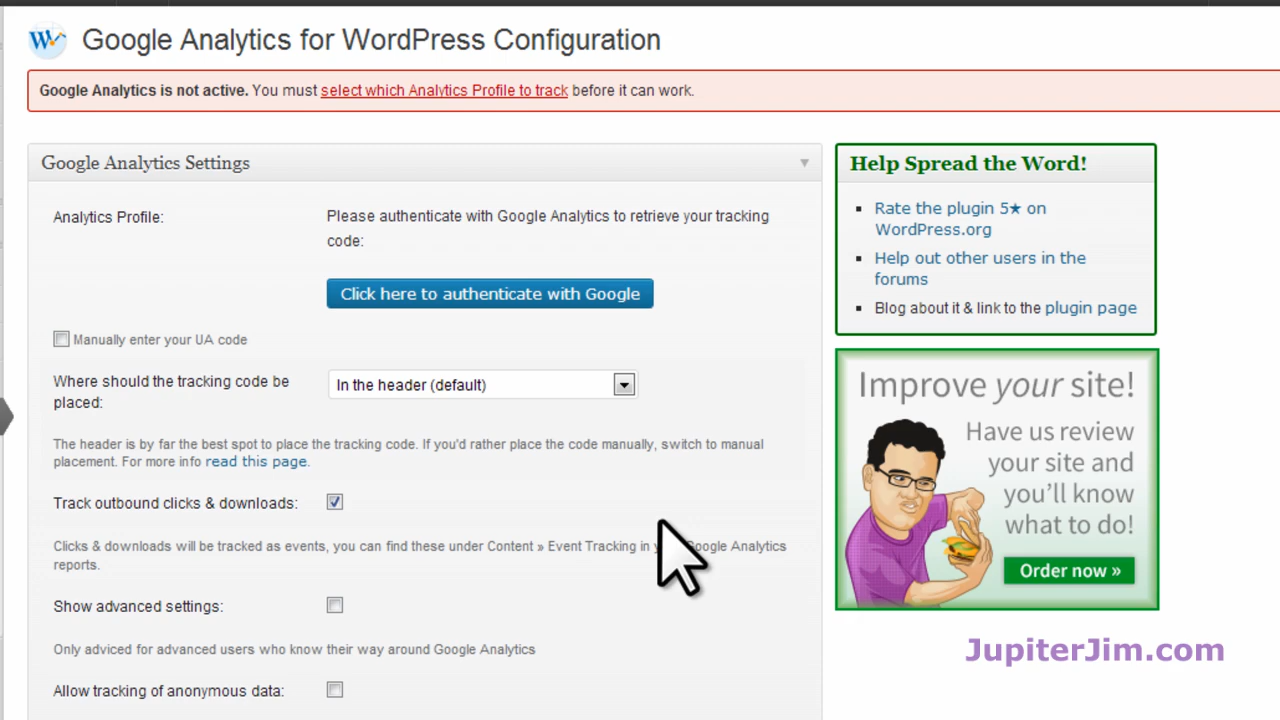 Google Analytics for WordPress Configuration
Google Analytics is not active. You must select which Analytics Profile to track before it can work.
Google Analytics Settings
Analytics Profile:
Please authenticate with Google Analytics to retrieve your tracking
code:
Click here to authenticate with Google
Manually enter your UA code
Where should the tracking code be
placed:
In the header (default)
The header is by far the best spot to place the tracking code. If you'd rather place the code manually, switch to manual
placement. For more info read this page.
Track outbound clicks & downloads:
Clicks & downloads will be tracked as events, you can find these under Content » Event Tracking in Google Analytics
reports.
Show advanced settings:
Only adviced for advanced users who know their way around Google Analytics
Allow tracking of anonymous data:
Help Spread the Word!
Rate the plugin 5★ on
WordPress.org
Help out other users in the
forums
Blog about it & link to the plugin page
Improve your site!
Have us review
your site and
you'll know
what to do!
Order now »
JupiterJim.com